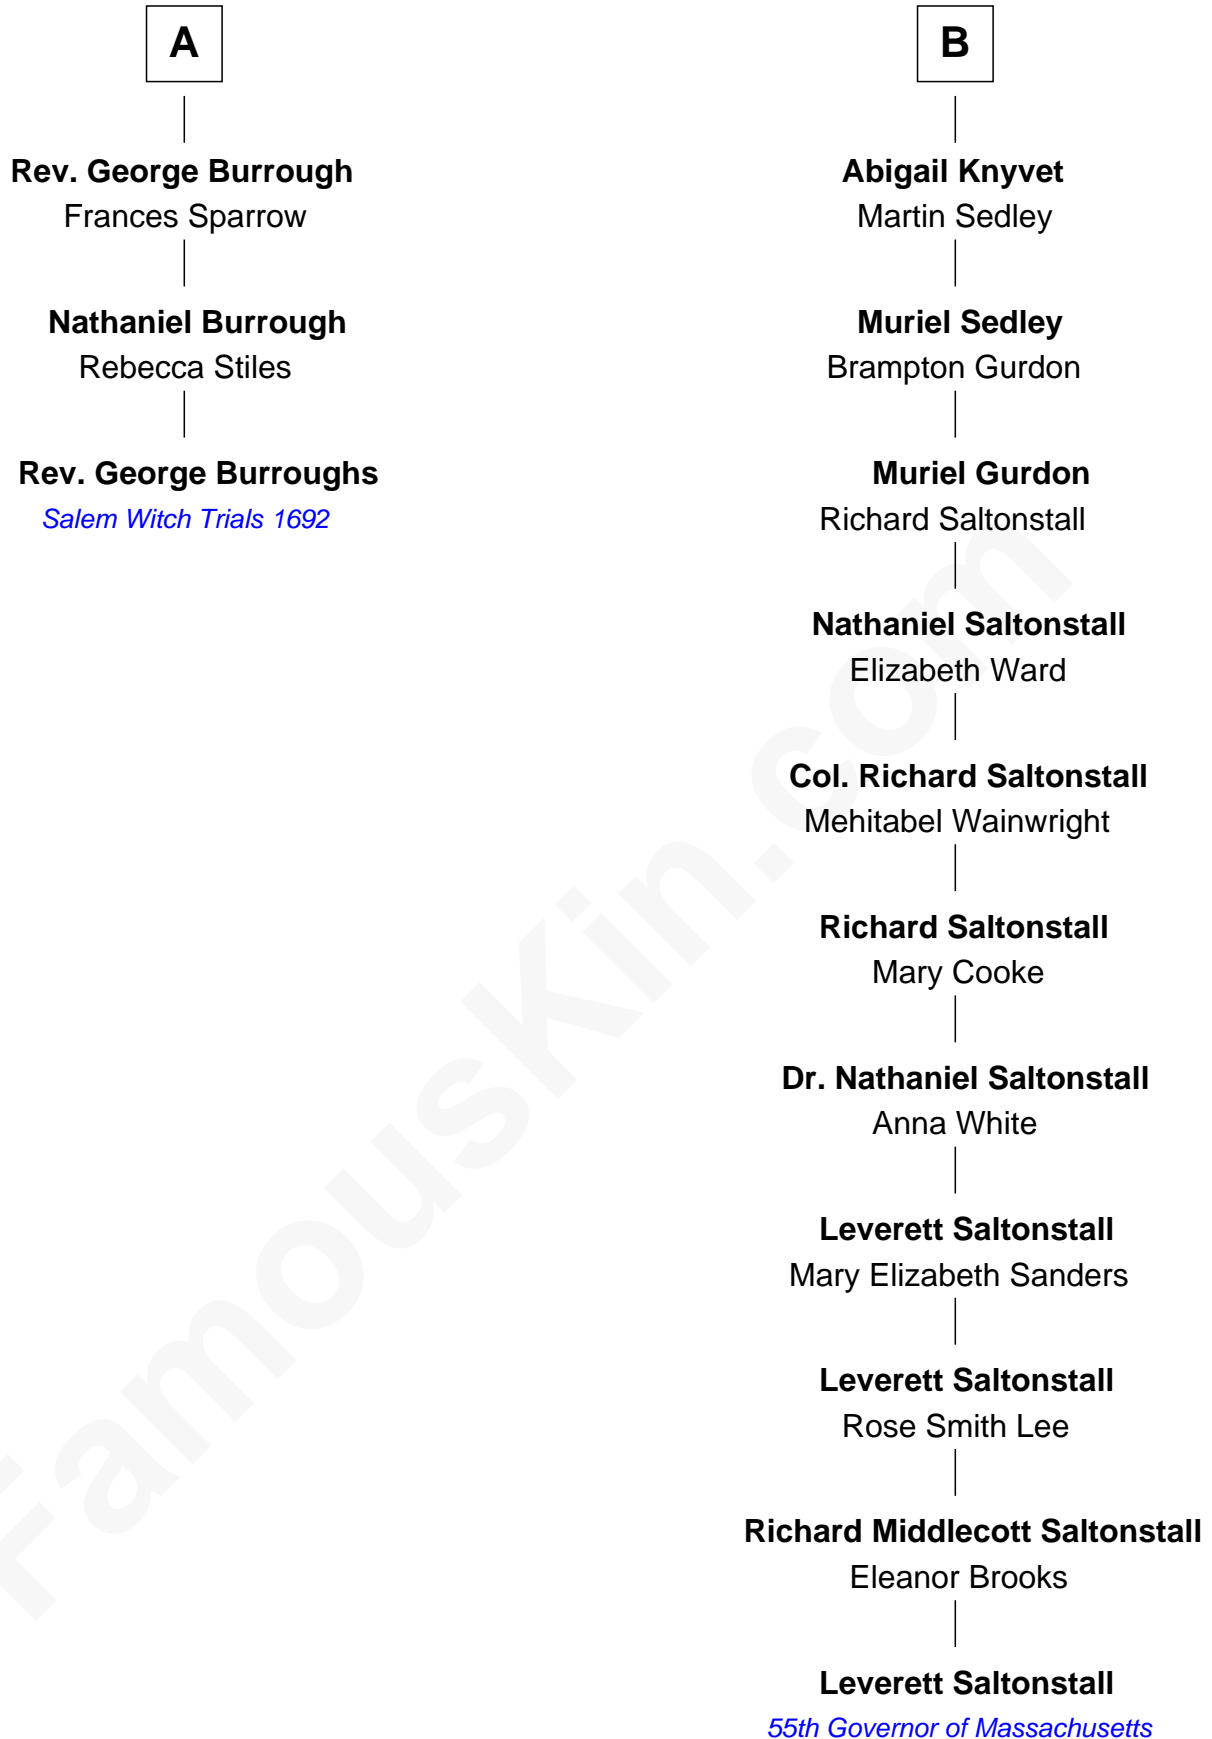 A
Rev. George Burrough
Frances Sparrow
Nathaniel Burrough
Rebecca Stiles
Rev. George Burroughs
Salem Witch Trials 1692
B
Abigail Knyvet
Martin Sedley
Muriel Sedley
Brampton Gurdon
Muriel Gurdon
Richard Saltonstall
Nathaniel Saltonstall
Elizabeth Ward
Col. Richard Saltonstall
Mehitabel Wainwright
Richard Saltonstall
Mary Cooke
Dr. Nathaniel Saltonstall
Anna White
Leverett Saltonstall
Mary Elizabeth Sanders
Leverett Saltonstall
Rose Smith Lee
Richard Middlecott Saltonstall
Eleanor Brooks
Leverett Saltonstall
55th Governor of Massachusetts
FamousKin.com